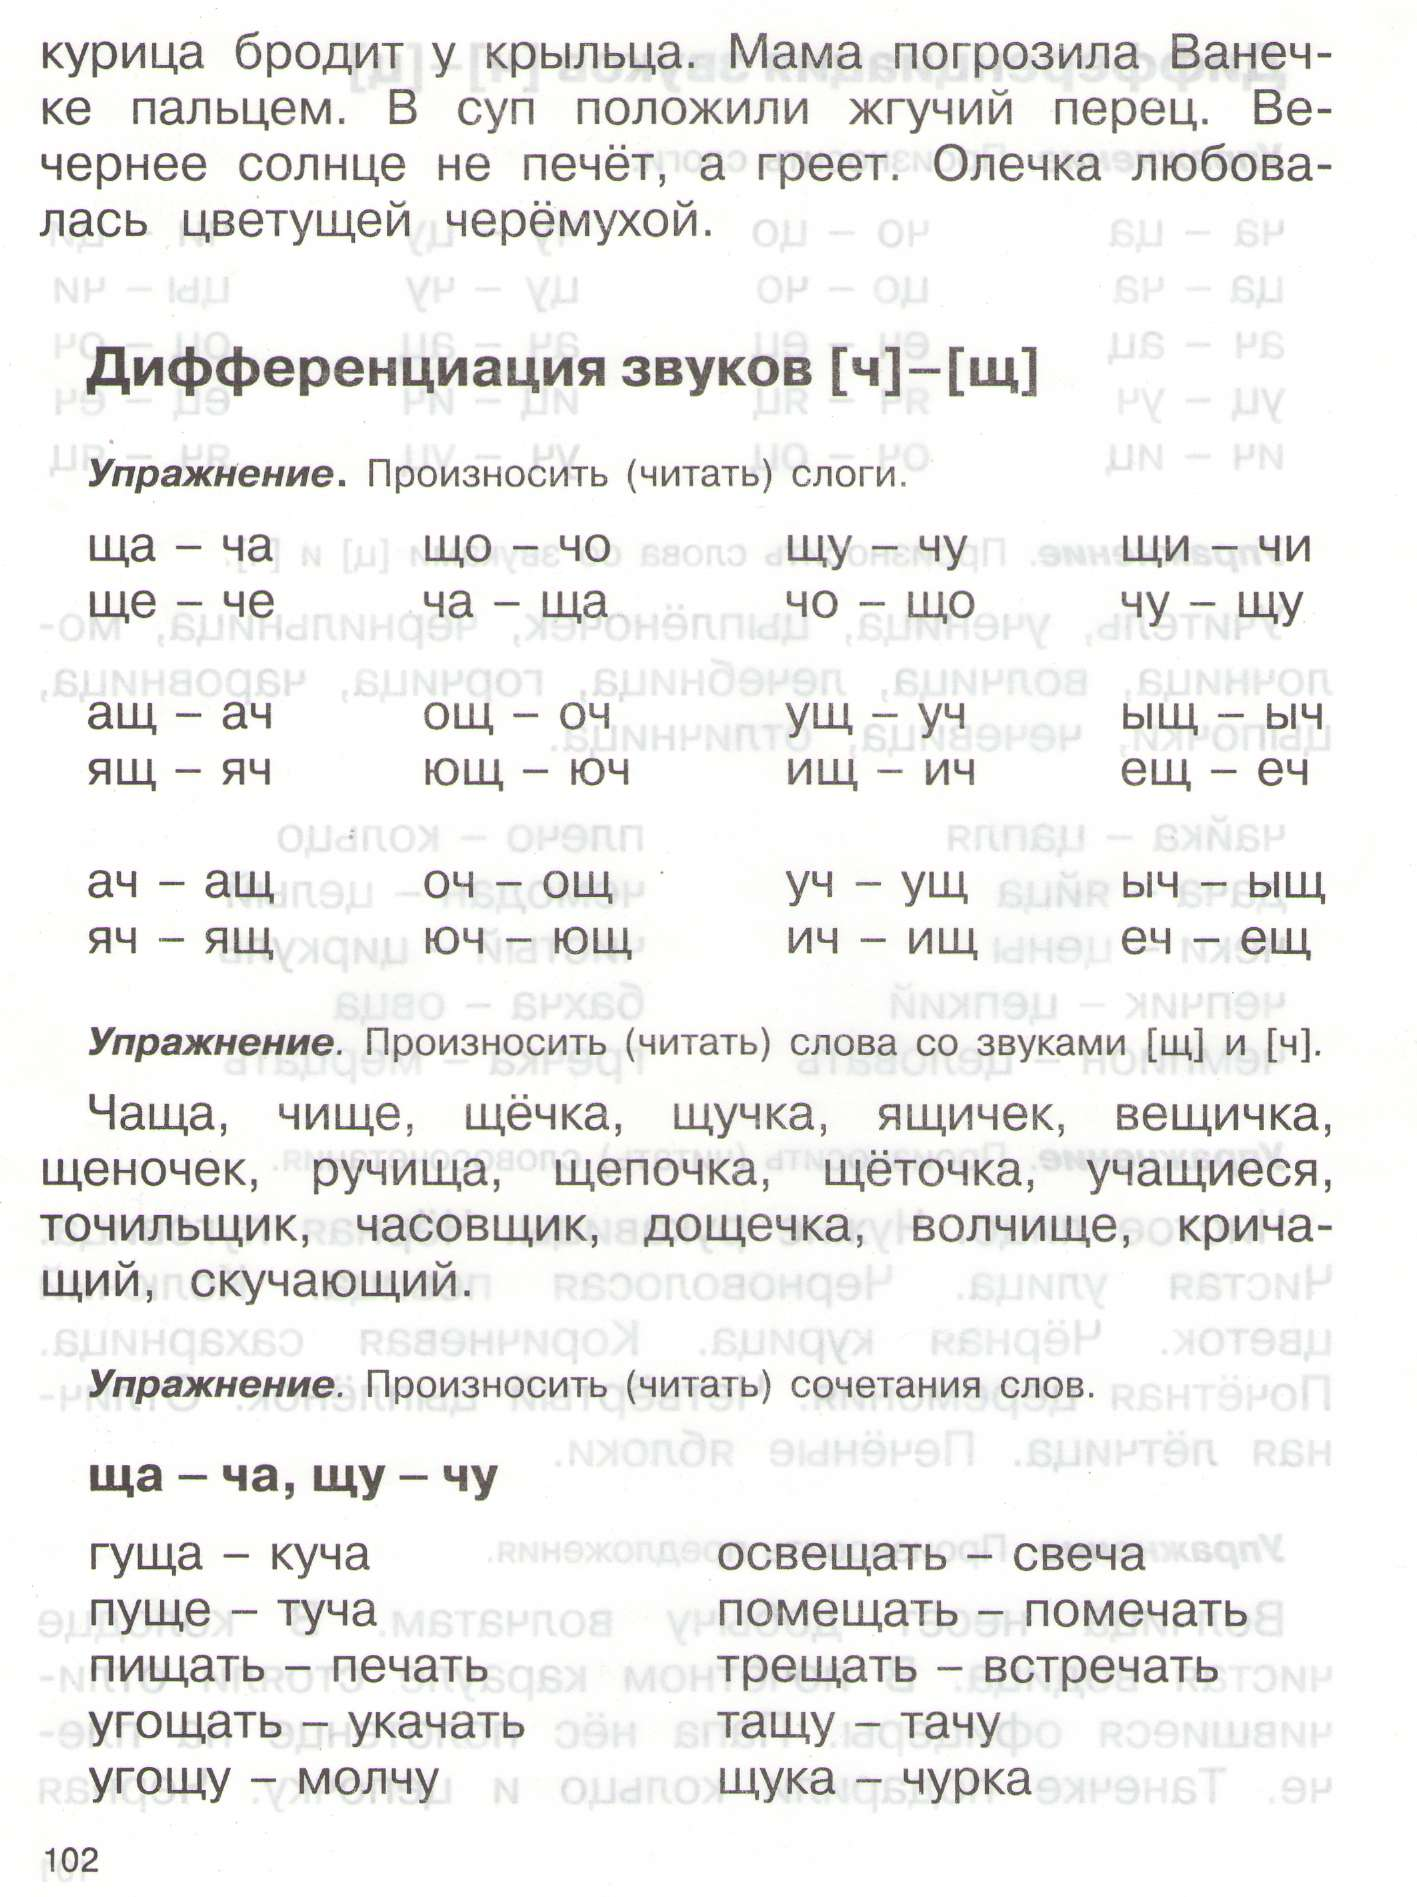 курица бродит у крыльца. Мама погрозила Ванеч-
ке пальцем. В суп положили жгучий перец. Ве-
чернее солнце не печёт, а греет. Олечка любова-
лась цветущей черёмухой.
Дифференциация звуков [ч]–[щ]
Упражнение. Произносить (читать) слоги.
ща – ча що – чо щу – чу щи – чи
ще – че ча – ща чо – що чу – щу
ащ – ач ощ – оч ущ – уч ыщ – ыч
ящ – яч ющ – юч ищ – ич ещ – еч
ач – ащ оч – ощ уч – ущ ыч – ыщ
яч – ящ юч – ющ ич – ищ еч – ещ
Упражнение. Произносить (читать) слова со звуками [щ] и [ч].
Чаща, чище, щёчка, щучка, ящичек, вещичка,
щеночек, ручища, щепочка, щёточка, учащиеся,
точильщик, часовщик, дощечка, волчище, крича-
щий, скучающий.
Упражнение. Произносить (читать) сочетания слов.
ща – ча, щу – чу
гуща – куча освещать – свеча
пуще – туча помещать – помечать
пищать – печать трещать – встречать
угощать – укачать тащу – тачу
угощу – молчу щука – чурка
102